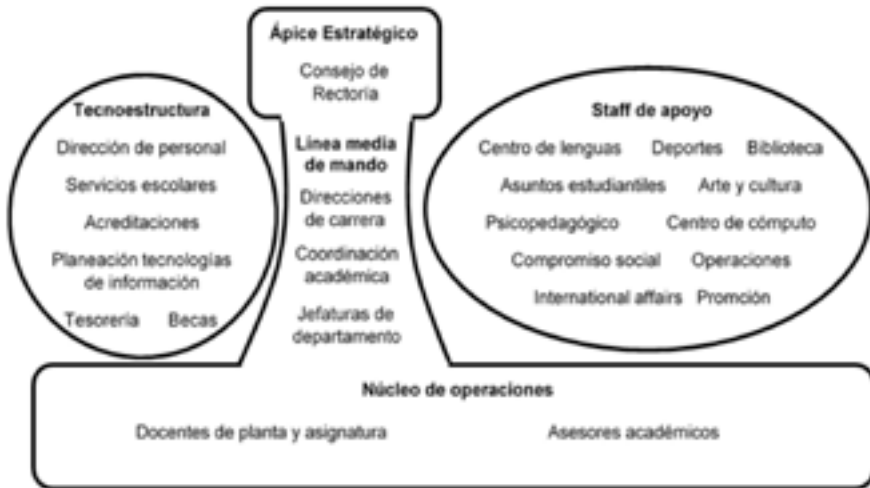 Ápice Estratégico
Consejo de
Rectoría
Tecnoestructura
Dirección de personal
Servicios escolares
Acreditaciones
Planeación tecnologías
de información
Tesorería Becas
Línea media
de mando
Direcciones
de carrera
Coordinación
académica
Jefaturas de
departamento
Staff de apoyo
Centro de lenguas Deportes Biblioteca
Asuntos estudiantiles Arte y cultura
Psicopedagógico Centro de cómputo
Compromiso social Operaciones
International affairs Promción
Núcleo de operaciones
Docentes de planta y asignatura Asesores académicos